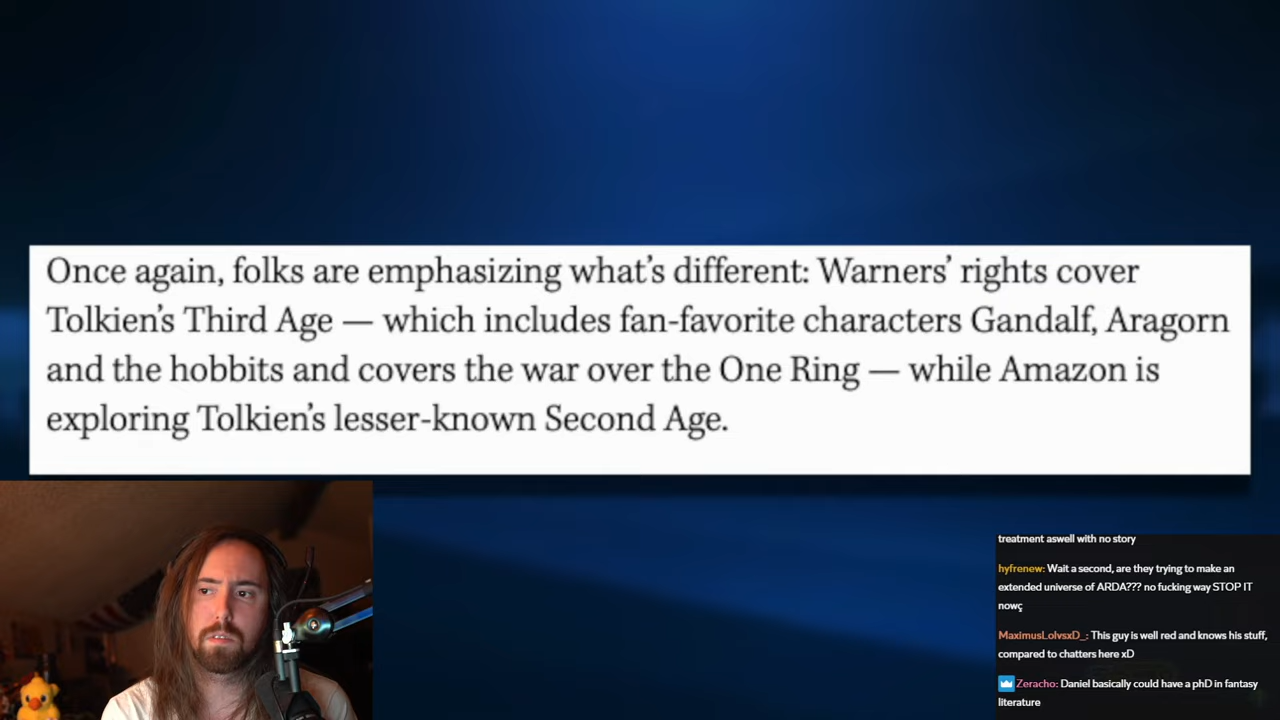 Once again, folks are emphasizing what’s different: Warners’ rights cover
Tolkien’s Third Age — which includes fan-favorite characters Gandalf, Aragorn
and the hobbits and covers the war over the One Ring — while Amazon is
exploring Tolkien’s lesser-known Second Age.
treatment aswell with no story
hyfrenew: Wait a second, are they trying to make an
extended universe of ARDA??? no fucking way STOP IT
nowç
MaximusLolvsxD_: This guy is well red and knows his stuff,
compared to chatters here xD
Zeracho: Daniel basically could have a phD in fantasy
literature